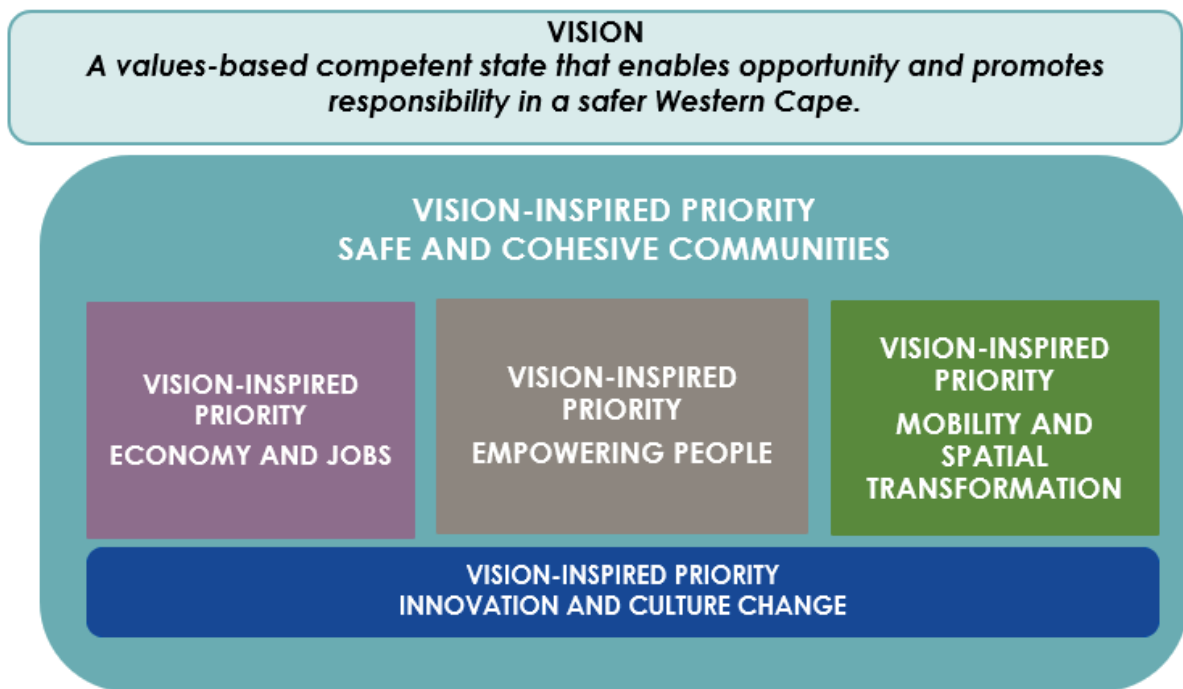 VISION
A values-based competent state that enables opportunity and promotes
responsibility in a safer Western Cape.
VISION-INSPIRED PRIORITY
SAFE AND COHESIVE COMMUNITIES
VISION-INSPIRED
PRIORITY
ECONOMY AND JOBS
VISION-INSPIRED
PRIORITY
EMPOWERING PEOPLE
VISION-INSPIRED
PRIORITY
MOBILITY AND
SPATIAL
TRANSFORMATION
VISION-INSPIRED PRIORITY
INNOVATION AND CULTURE CHANGE